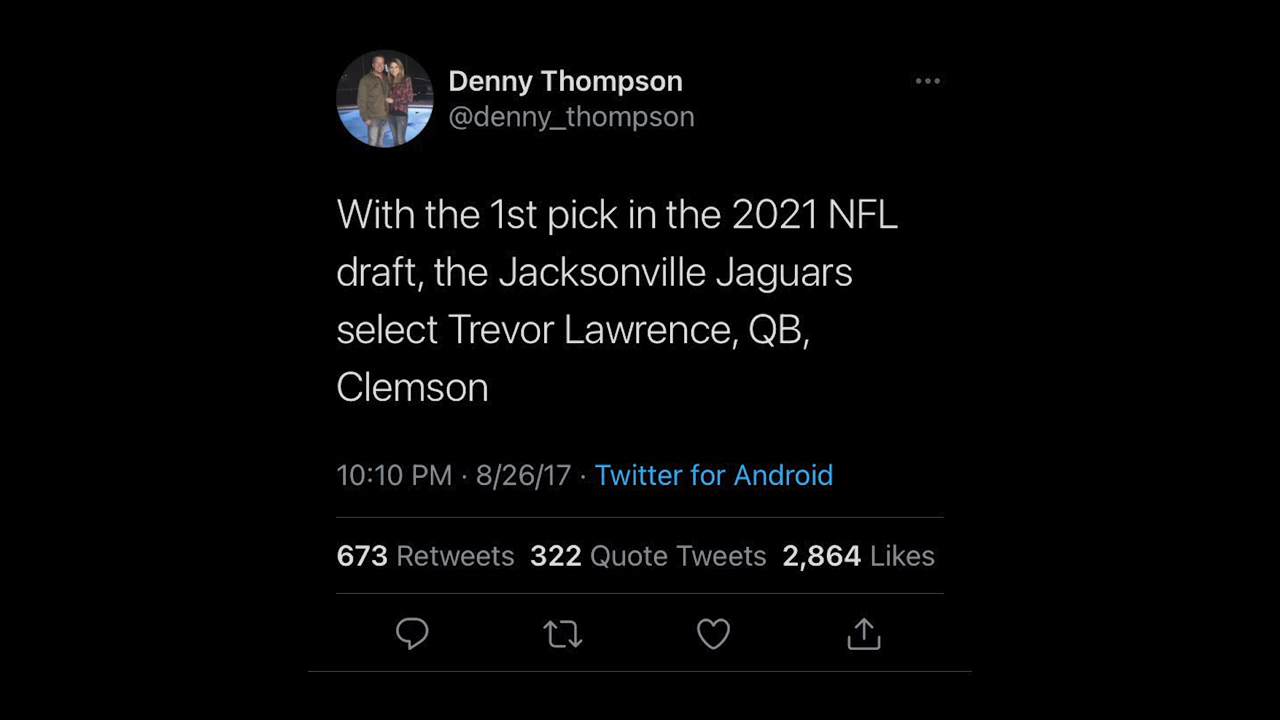 Denny Thompson
@denny_thompson
With the 1st pick in the 2021 NFL
draft, the Jacksonville Jaguars
select Trevor Lawrence, QB,
Clemson
10:10 PM · 8/26/17 · Twitter for Android
673 Retweets 322 Quote Tweets 2,864 Likes